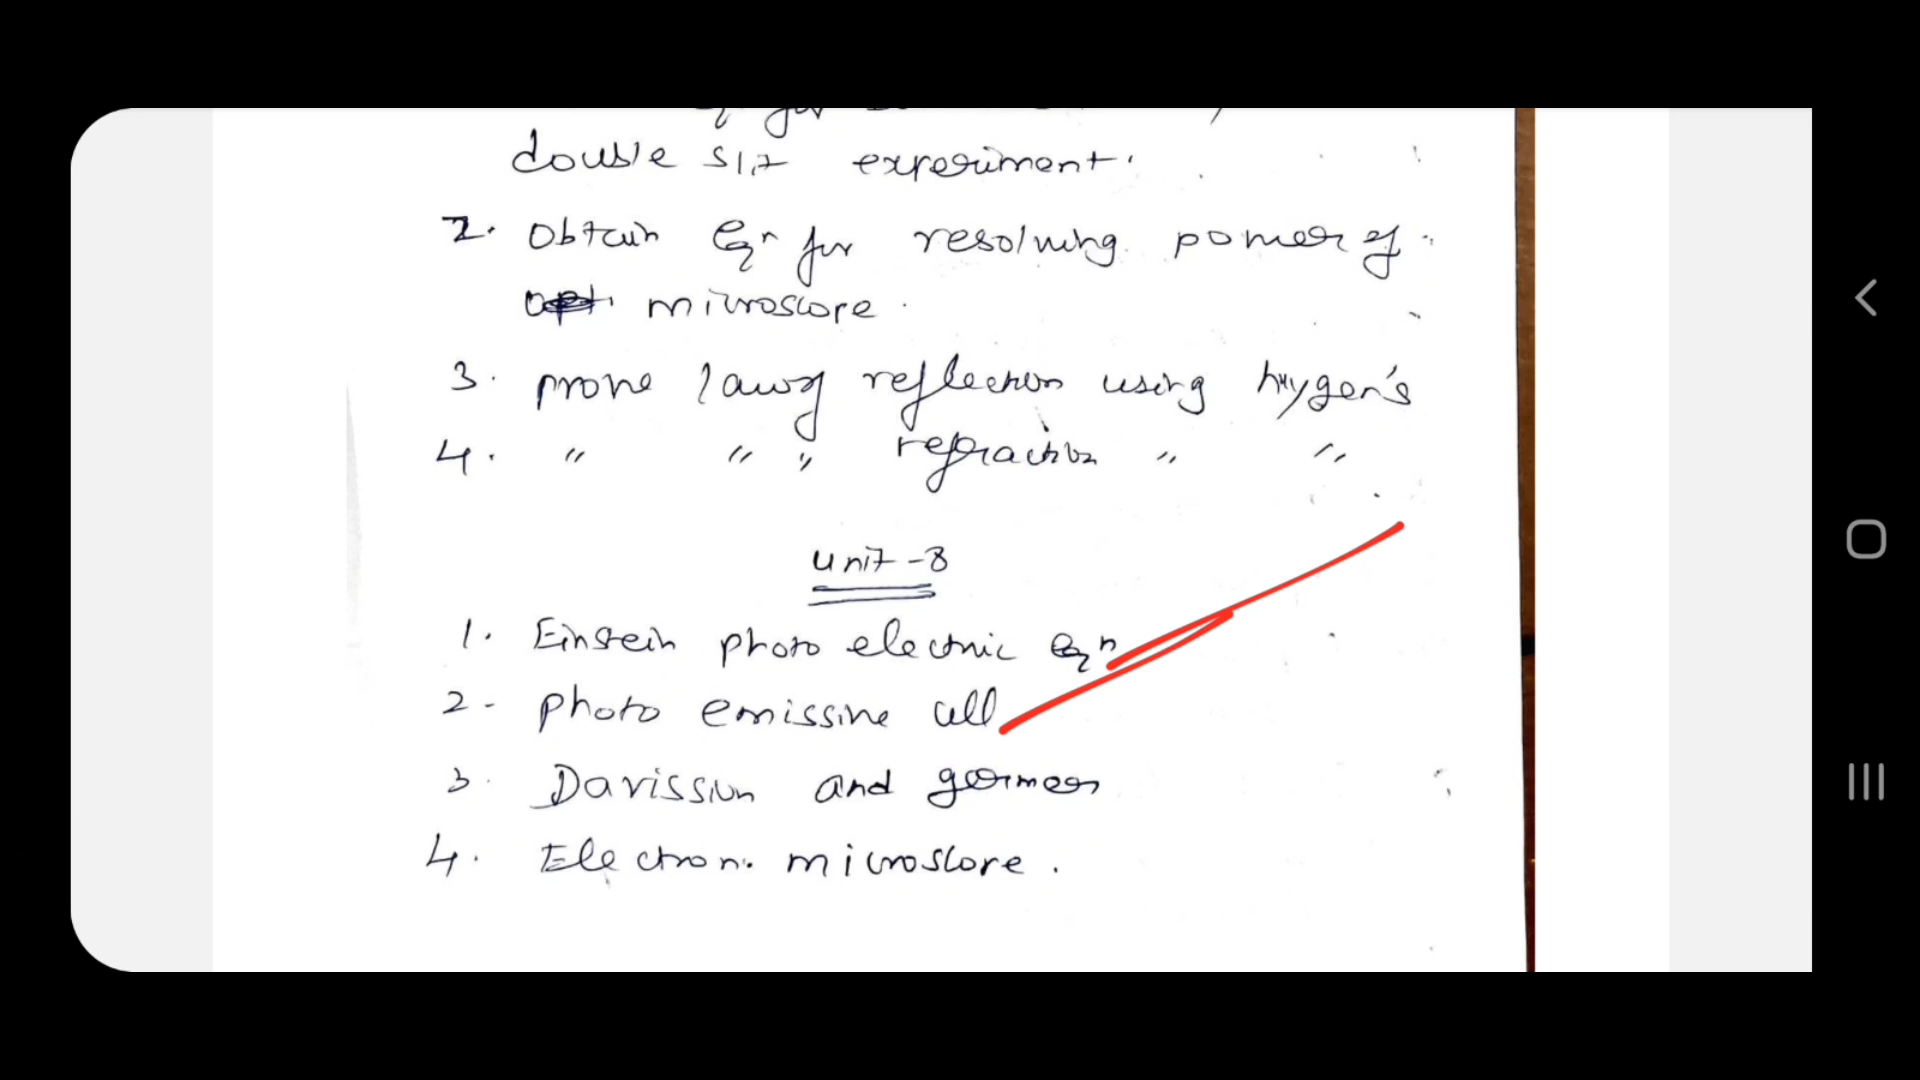 double slit experiment.
2. Obtain Eqn for resolving power of
microscope.
3. prove laws of reflection using huygen's
4. " " " refraction " "
Unit-8
1. Einstein photo electric Eqn
2- photo emissive cell
3. Davission and germer
4. Electron microscope.